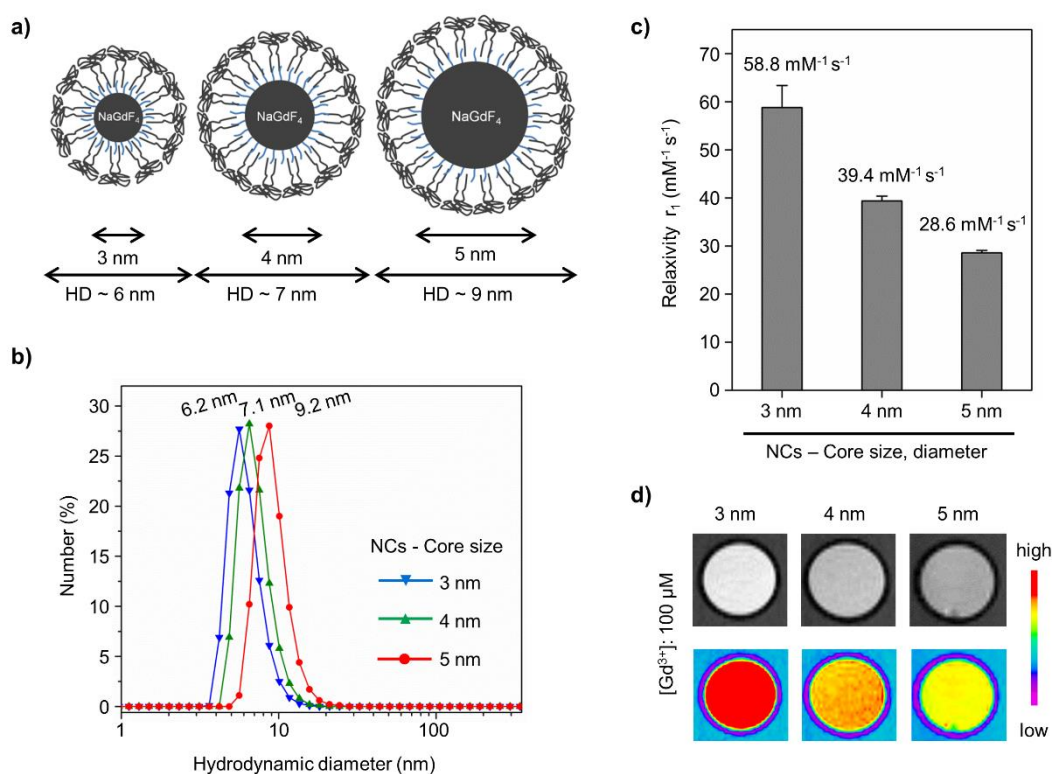 a)
NaGdF₄
NaGdF₄
NaGdF₄
3 nm
4 nm
5 nm
HD ~ 6 nm
HD ~ 7 nm
HD ~ 9 nm
b)
6.2 nm
7.1 nm
9.2 nm
30
25
20
15
10
5
0
Number (%)
NCs - Core size
3 nm
4 nm
5 nm
1
10
100
Hydrodynamic diameter (nm)
c)
70
60
50
40
30
20
10
0
Relaxivity r₁ (mM⁻¹ s⁻¹)
58.8 mM⁻¹ s⁻¹
39.4 mM⁻¹ s⁻¹
28.6 mM⁻¹ s⁻¹
3 nm
4 nm
5 nm
NCs – Core size, diameter
d)
3 nm
4 nm
5 nm
[Gd³⁺]: 100 µM
high
low